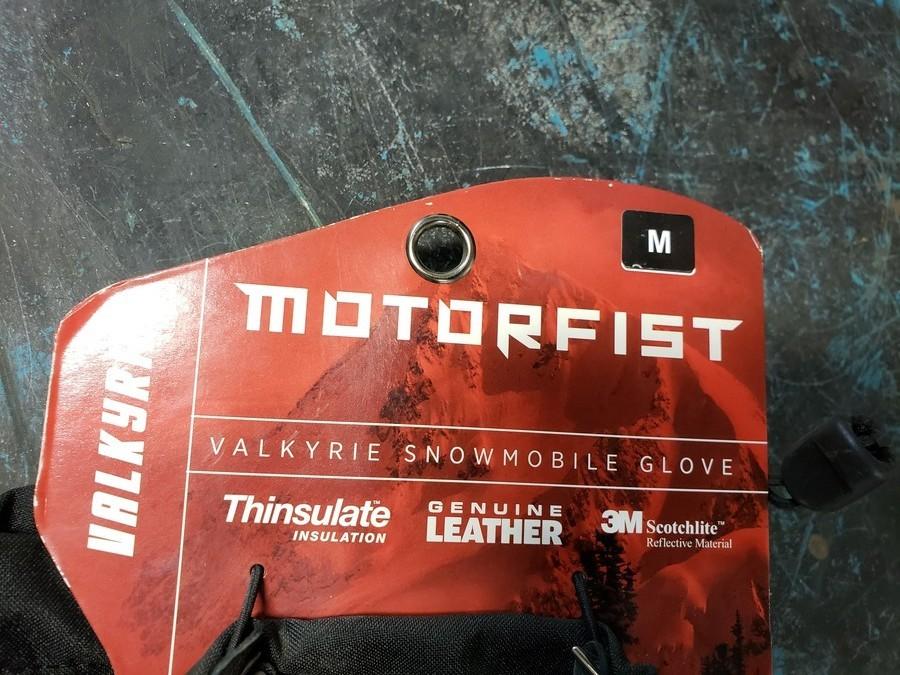 M
MOTORFIST
VALKYRIE SNOWMOBILE GLOVE
Thinsulate™
INSULATION
GENUINE
LEATHER
3M Scotchlite™
Reflective Material